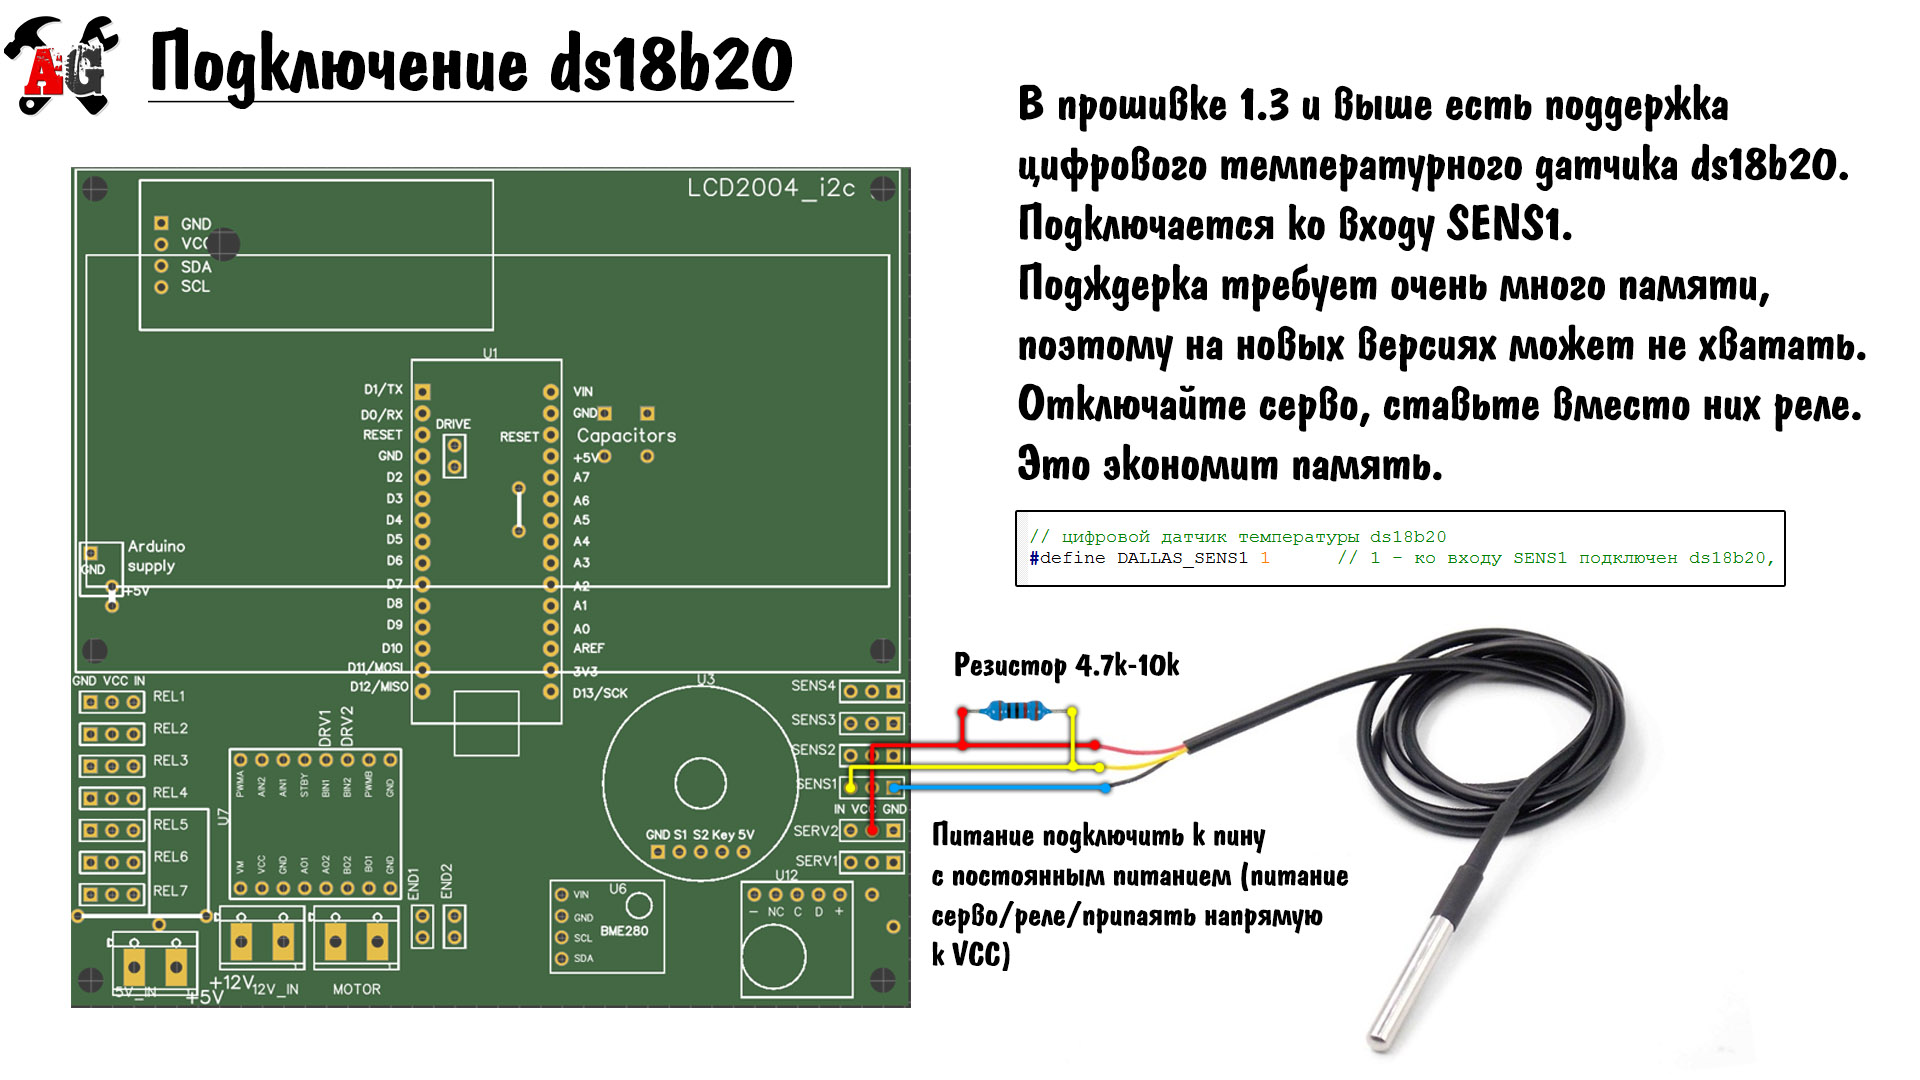 AG
Подключение ds18b20
В прошивке 1.3 и выше есть поддержка
цифрового температурного датчика ds18b20.
Подключается ко входу SENS1.
Подждерка требует очень много памяти,
поэтому на новых версиях может не хватать.
Отключайте серво, ставьте вместо них реле.
Это экономит память.
// цифровой датчик температуры ds18b20
#define DALLAS_SENS1 1 // 1 - ко входу SENS1 подключен ds18b20,
Резистор 4.7k-10k
Питание подключить к пину
с постоянным питанием (питание
серво/реле/припаять напрямую
к VCC)
LCD2004_i2c
GND
VCC
SDA
SCL
U1
D1/TX
D0/RX
RESET
GND
D2
D3
D4
D5
D6
D7
D8
D9
D10
D11/MOSI
D12/MISO
DRIVE
VIN
GND
RESET
+5V
A7
A6
A5
A4
A3
A2
A1
A0
AREF
3V3
D13/SCK
Capacitors
Arduino
supply
GND
+5V
GND VCC IN
REL1
REL2
REL3
REL4
REL5
REL6
REL7
DRV1
DRV2
PWMA
AIN2
AIN1
STBY
BIN1
BIN2
PWMB
GND
U7
VM
VCC
GND
AO1
AO2
BO2
BO1
GND
END1
END2
5V_IN
+5V
+12V
12V_IN
MOTOR
U3
GND S1 S2 Key 5V
SENS4
SENS3
SENS2
SENS1
IN VCC GND
SERV2
SERV1
U6
VIN
GND
SCL
SDA
BME280
U12
- NC C D +